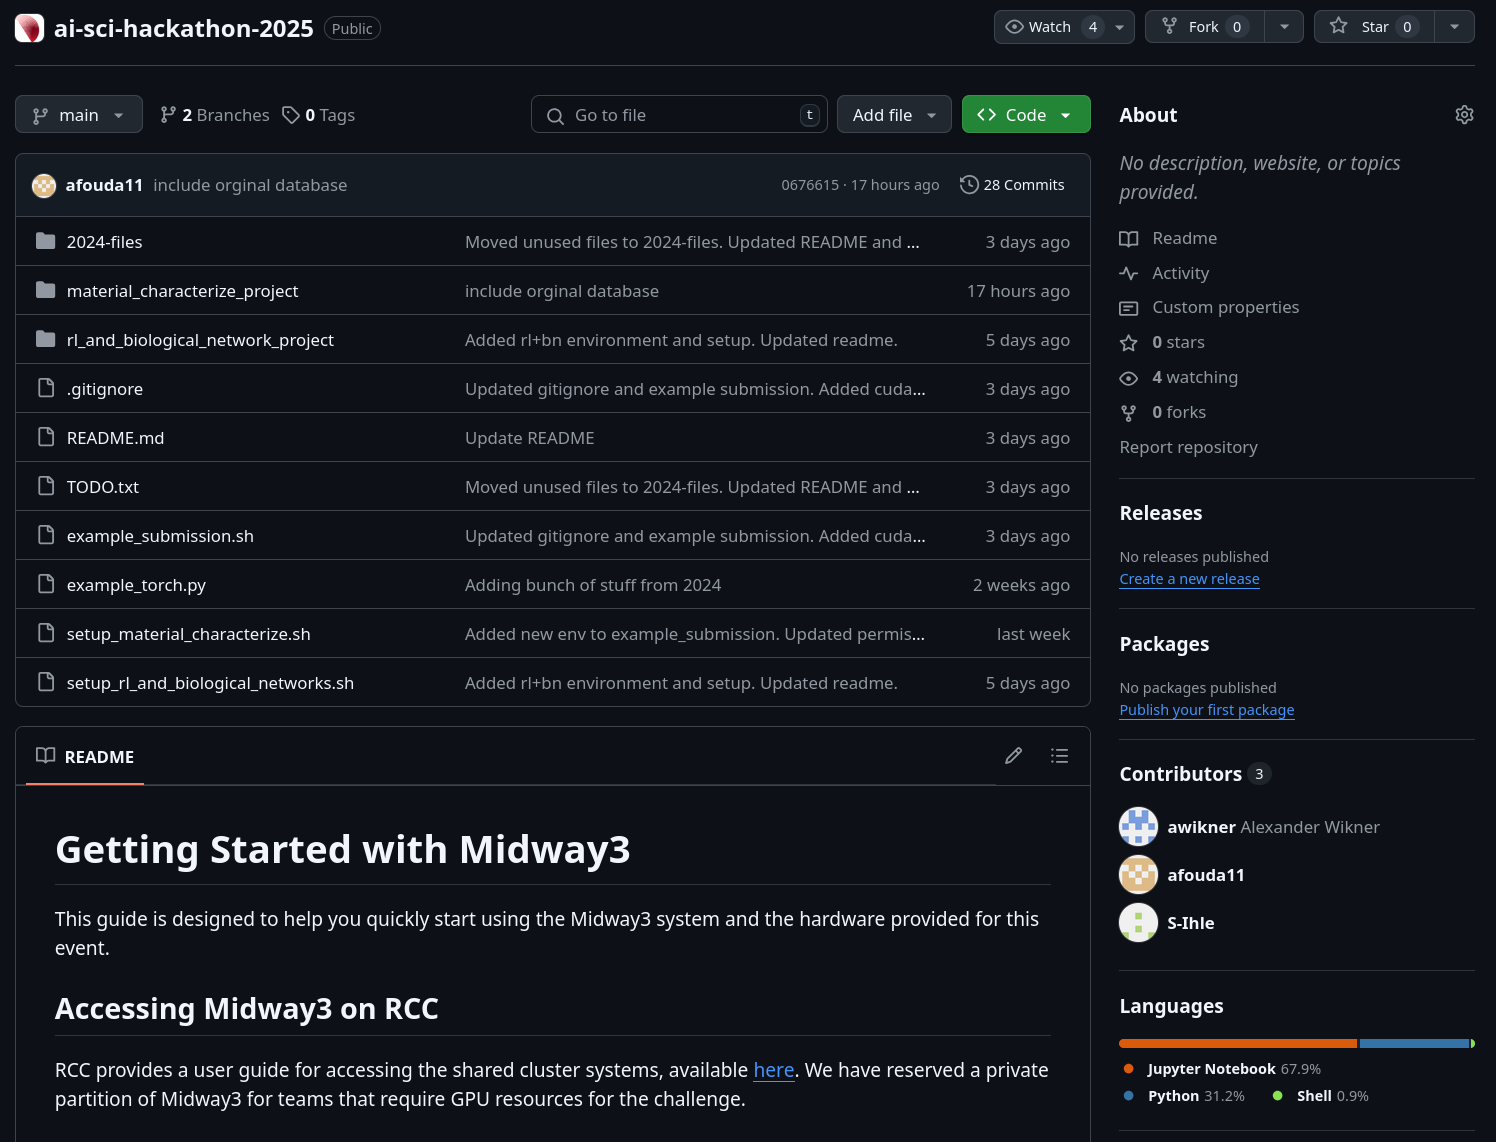 ai-sci-hackathon-2025 Public Watch 4 Fork 0 Star 0
main 2 Branches 0 Tags Go to file t Add file Code
afouda11 include orginal database 0676615 · 17 hours ago 28 Commits
2024-files Moved unused files to 2024-files. Updated README and ... 3 days ago
material_characterize_project include orginal database 17 hours ago
rl_and_biological_network_project Added rl+bn environment and setup. Updated readme. 5 days ago
.gitignore Updated gitignore and example submission. Added cuda... 3 days ago
README.md Update README 3 days ago
TODO.txt Moved unused files to 2024-files. Updated README and ... 3 days ago
example_submission.sh Updated gitignore and example submission. Added cuda... 3 days ago
example_torch.py Adding bunch of stuff from 2024 2 weeks ago
setup_material_characterize.sh Added new env to example_submission. Updated permis... last week
setup_rl_and_biological_networks.sh Added rl+bn environment and setup. Updated readme. 5 days ago
README
Getting Started with Midway3
This guide is designed to help you quickly start using the Midway3 system and the hardware provided for this
event.
Accessing Midway3 on RCC
RCC provides a user guide for accessing the shared cluster systems, available here. We have reserved a private
partition of Midway3 for teams that require GPU resources for the challenge.
About
No description, website, or topics
provided.
Readme
Activity
Custom properties
0 stars
4 watching
0 forks
Report repository
Releases
No releases published
Create a new release
Packages
No packages published
Publish your first package
Contributors 3
awikner Alexander Wikner
afouda11
S-Ihle
Languages
Jupyter Notebook 67.9%
Python 31.2% Shell 0.9%